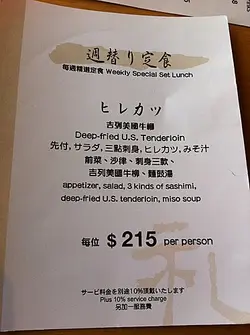 週替り定食
每週精選定食 Weekly Special Set Lunch
ヒレカツ
吉列美國牛柳
Deep-fried U.S. Tenderloin
先付，サラダ，三點刺身，ヒレカツ，みそ汁
前菜、沙律、刺身三款、
吉列美國牛柳、麵豉湯
appetizer, salad, 3 kinds of sashimi,
deep-fried U.S. tenderloin, miso soup
每位 $ 215 per person
サービ料金を別途10%頂戴いたします
Plus 10% service charge
另加一服務費